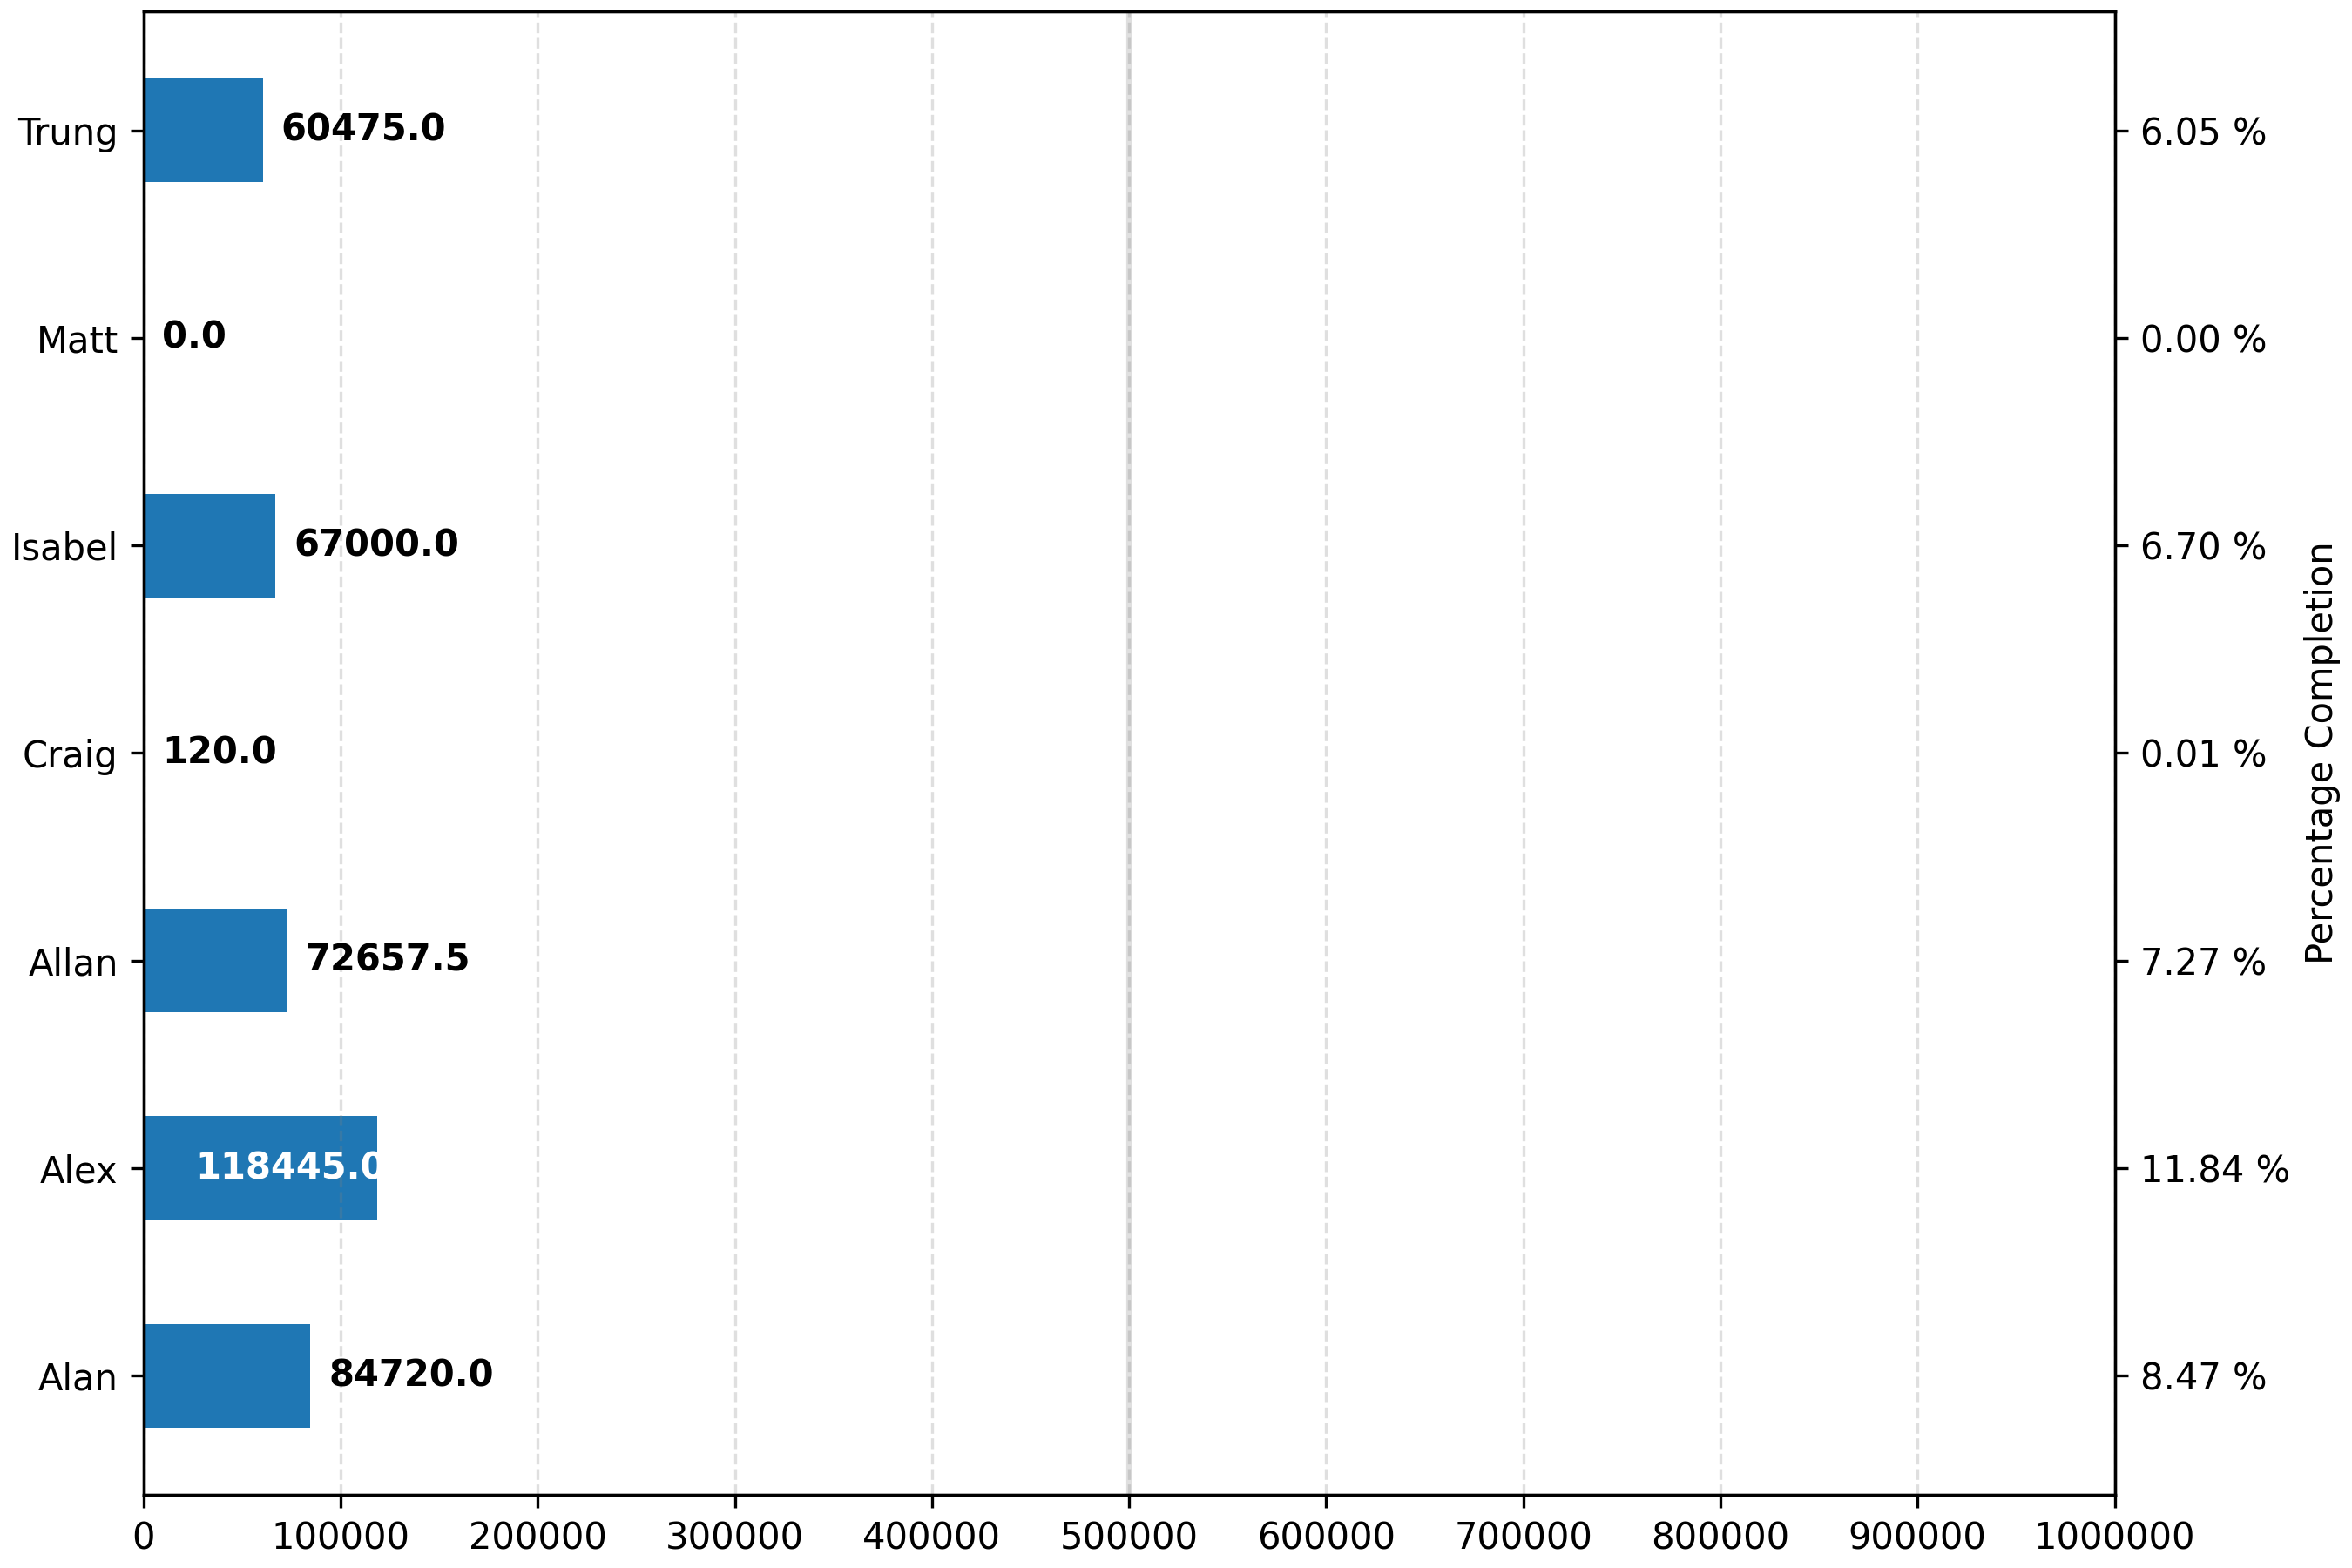 Trung 60475.0 6.05 %
Matt 0.0 0.00 %
Isabel 67000.0 6.70 %
Craig 120.0 0.01 %
Allan 72657.5 7.27 %
Alex 118445.0 11.84 %
Alan 84720.0 8.47 %
Percentage Completion
0 100000 200000 300000 400000 500000 600000 700000 800000 900000 1000000